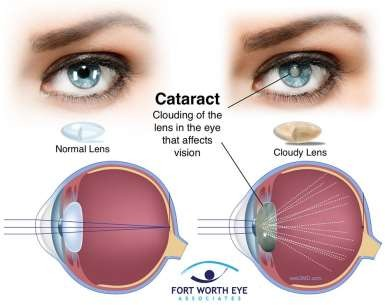 Cataract
Clouding of the
lens in the eye
that affects
vision
Normal Lens
Cloudy Lens
FORT WORTH EYE
ASSOCIATES